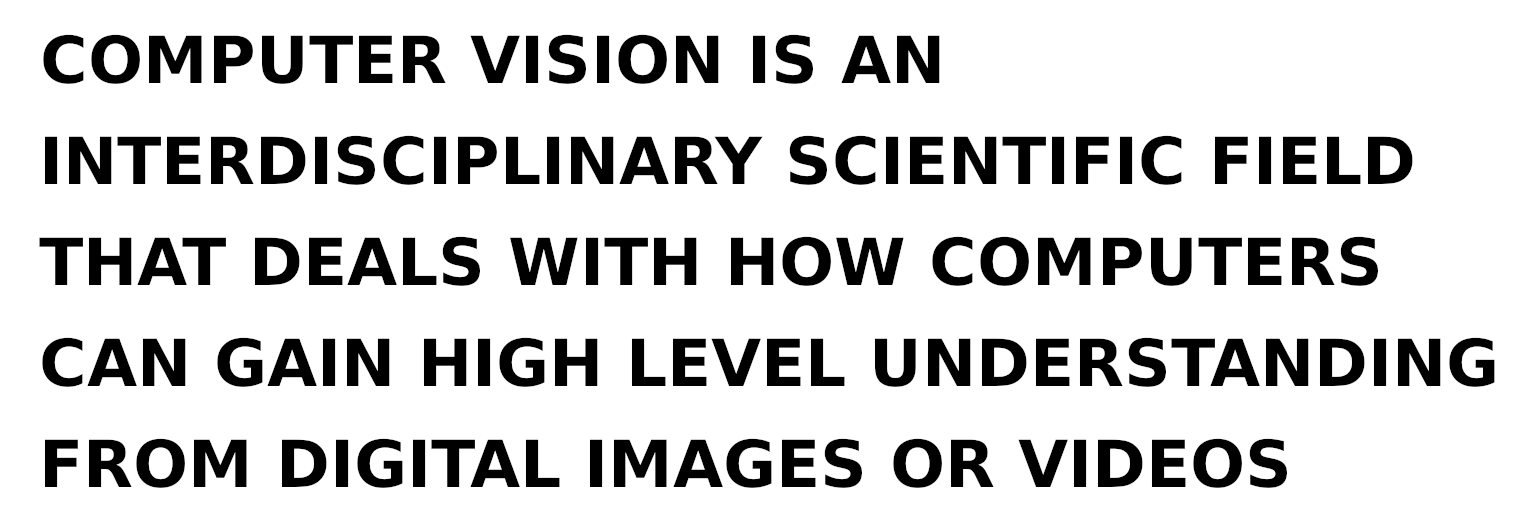 COMPUTER VISION IS AN
INTERDISCIPLINARY SCIENTIFIC FIELD
THAT DEALS WITH HOW COMPUTERS
CAN GAIN HIGH LEVEL UNDERSTANDING
FROM DIGITAL IMAGES OR VIDEOS